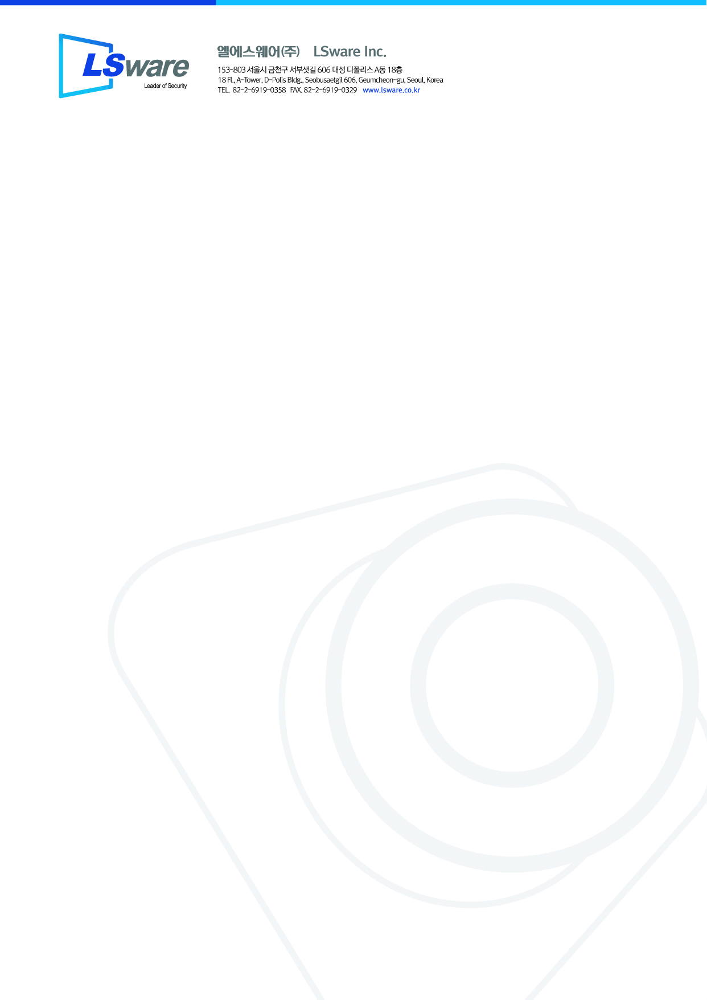 LSware
Leader of Security
엘에스웨어(주) LSware Inc.
153-803 서울시 금천구 서부샛길 606 대성 디폴리스 A동 18층
18 Fl., A-Tower, D-Polis Bldg., Seobusaetgil 606, Geumcheon-gu, Seoul, Korea
TEL. 82-2-6919-0358 FAX. 82-2-6919-0329 www.lsware.co.kr